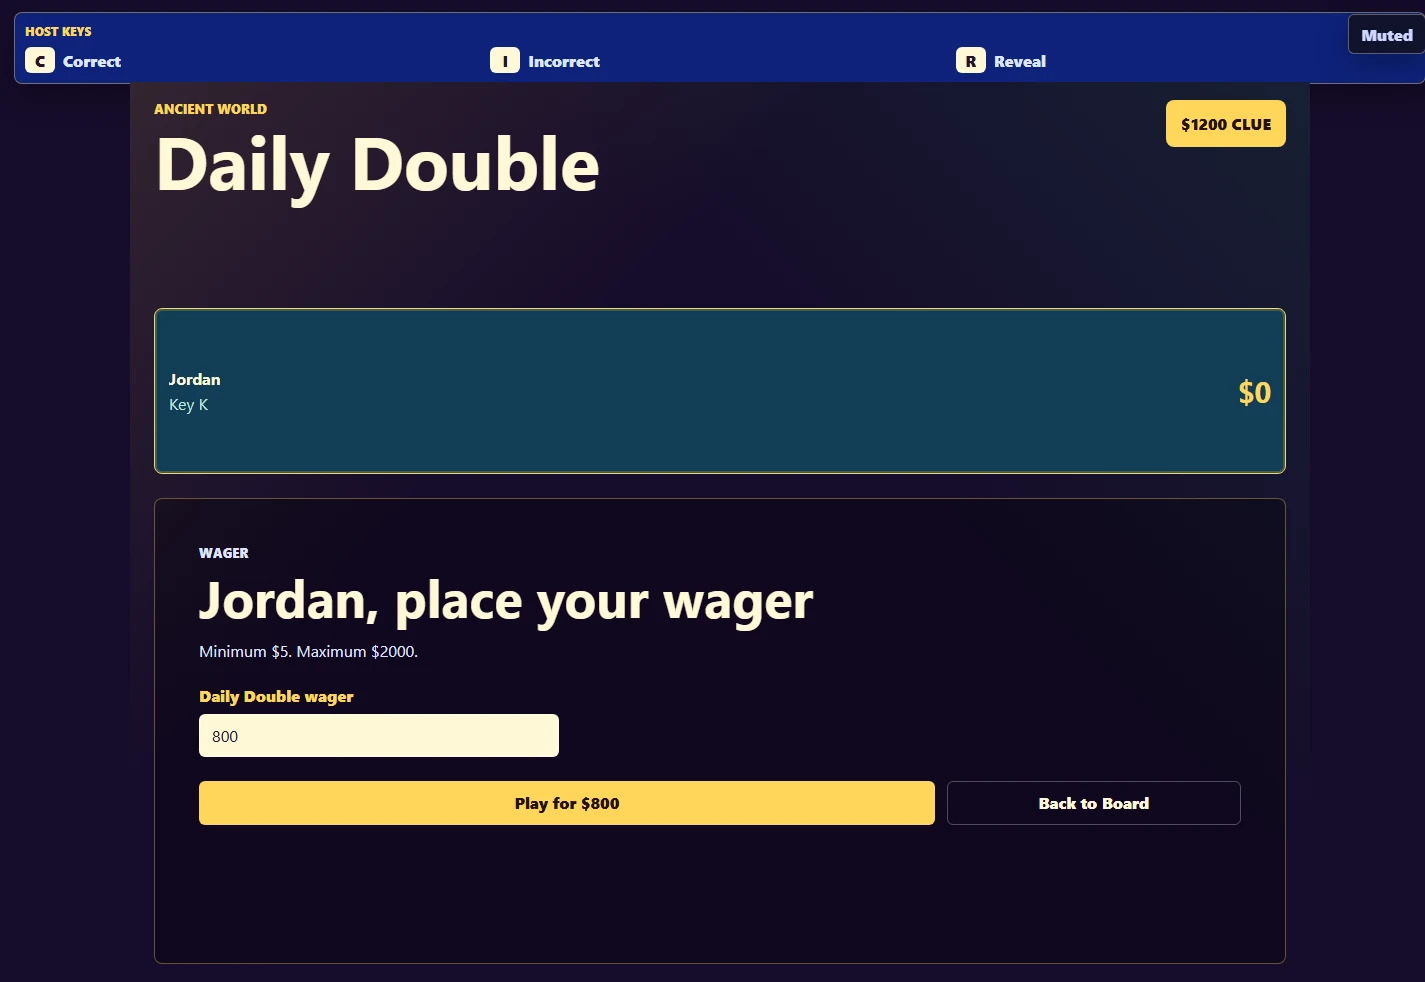 HOST KEYS
C Correct
I Incorrect
R Reveal
Muted
ANCIENT WORLD
Daily Double
$1200 CLUE
Jordan
Key K
$0
WAGER
Jordan, place your wager
Minimum $5. Maximum $2000.
Daily Double wager
800
Play for $800
Back to Board